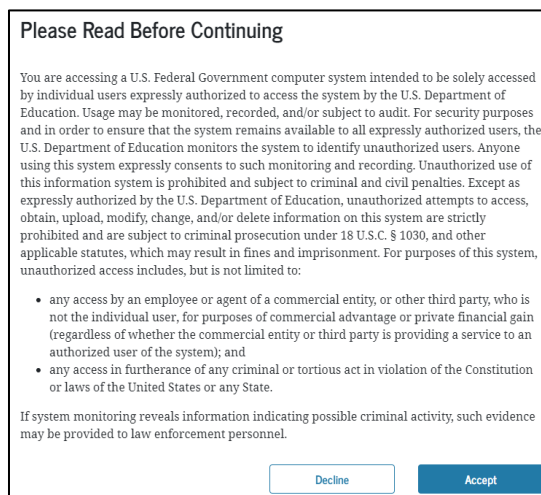 Please Read Before Continuing
You are accessing a U.S. Federal Government computer system intended to be solely accessed
by individual users expressly authorized to access the system by the U.S. Department of
Education. Usage may be monitored, recorded, and/or subject to audit. For security purposes
and in order to ensure that the system remains available to all expressly authorized users, the
U.S. Department of Education monitors the system to identify unauthorized users. Anyone
using this system expressly consents to such monitoring and recording. Unauthorized use of
this information system is prohibited and subject to criminal and civil penalties. Except as
expressly authorized by the U.S. Department of Education, unauthorized attempts to access,
obtain, upload, modify, change, and/or delete information on this system are strictly
prohibited and are subject to criminal prosecution under 18 U.S.C. § 1030, and other
applicable statutes, which may result in fines and imprisonment. For purposes of this system,
unauthorized access includes, but is not limited to:
• any access by an employee or agent of a commercial entity, or other third party, who is
not the individual user, for purposes of commercial advantage or private financial gain
(regardless of whether the commercial entity or third party is providing a service to an
authorized user of the system); and
• any access in furtherance of any criminal or tortious act in violation of the Constitution
or laws of the United States or any State.
If system monitoring reveals information indicating possible criminal activity, such evidence
may be provided to law enforcement personnel.
Decline Accept